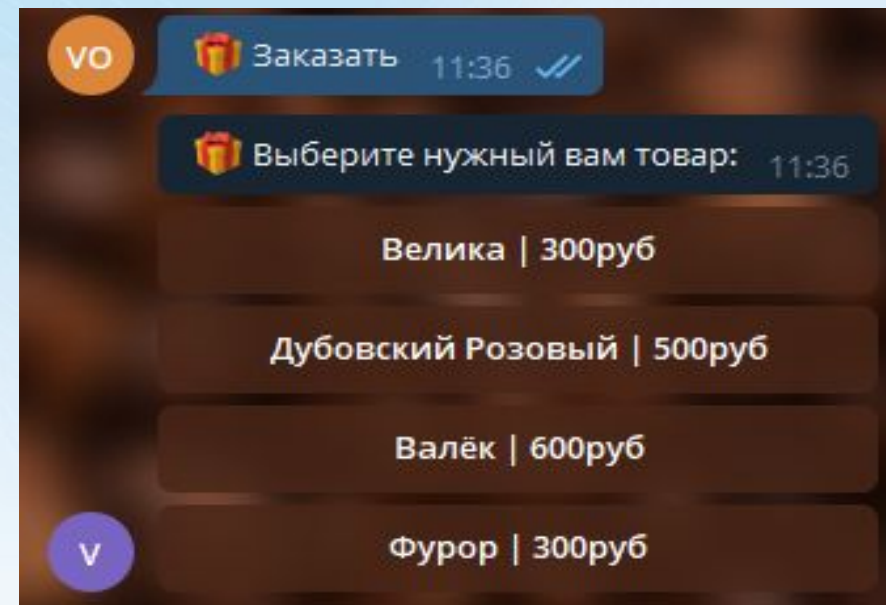 VO
Заказать 11:36
Выберите нужный вам товар: 11:36
Велика | 300руб
Дубовский Розовый | 500руб
Валёк | 600руб
V
Фурор | 300руб